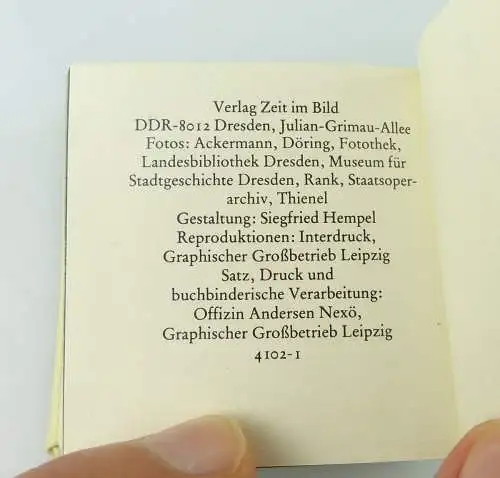 Verlag Zeit im Bild
DDR-8012 Dresden, Julian-Grimau-Allee
Fotos: Ackermann, Döring, Fotothek,
Landesbibliothek Dresden, Museum für
Stadtgeschichte Dresden, Rank, Staatsoper-
archiv, Thienel
Gestaltung: Siegfried Hempel
Reproduktionen: Interdruck,
Graphischer Großbetrieb Leipzig
Satz, Druck und
buchbinderische Verarbeitung:
Offizin Andersen Nexö,
Graphischer Großbetrieb Leipzig
4102-1